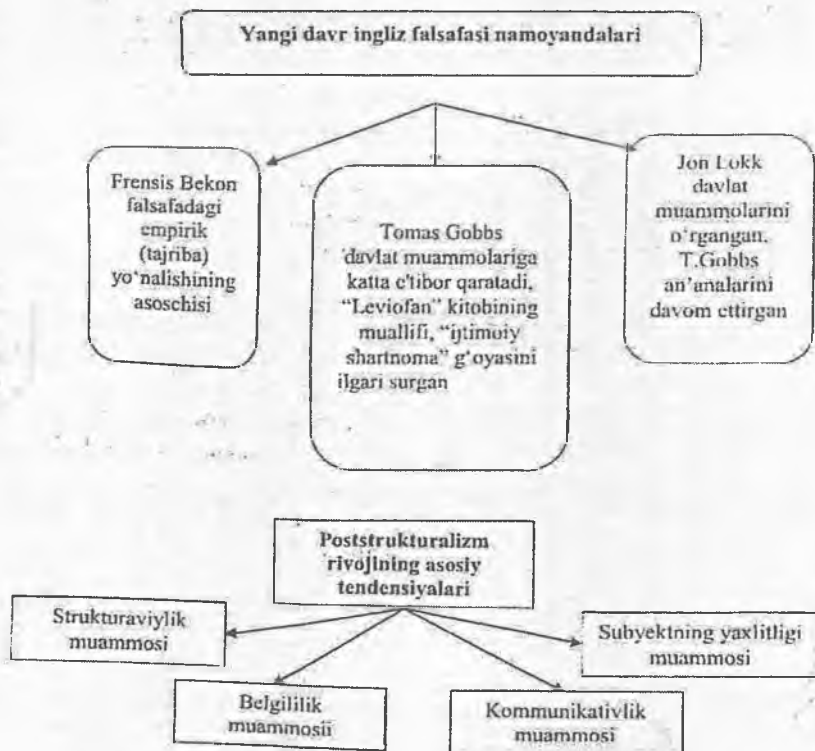 Yangi davr ingliz falsafasi namoyandalari
Frensis Bekon
falsafadagi
empirik
(tajriba)
yo‘nalishining
asoschisi
Tomas Gobbs
davlat muammolariga
katta e'tibor qaratadi,
“Leviofan” kitobining
muallifi, “ijtimoiy
shartnoma” g‘oyasini
ilgari surgan
Jon Lokk
davlat
muammolarini
o‘rgangan.
T.Gobbs
an’analarini
davom ettirgan
Poststrukturalizm
rivojining asosiy
tendensiyalari
Strukturaviylik
muammosi
Belgililik
muammosii
Kommunikativlik
muammosi
Subyektning yaxlitligi
muammosi